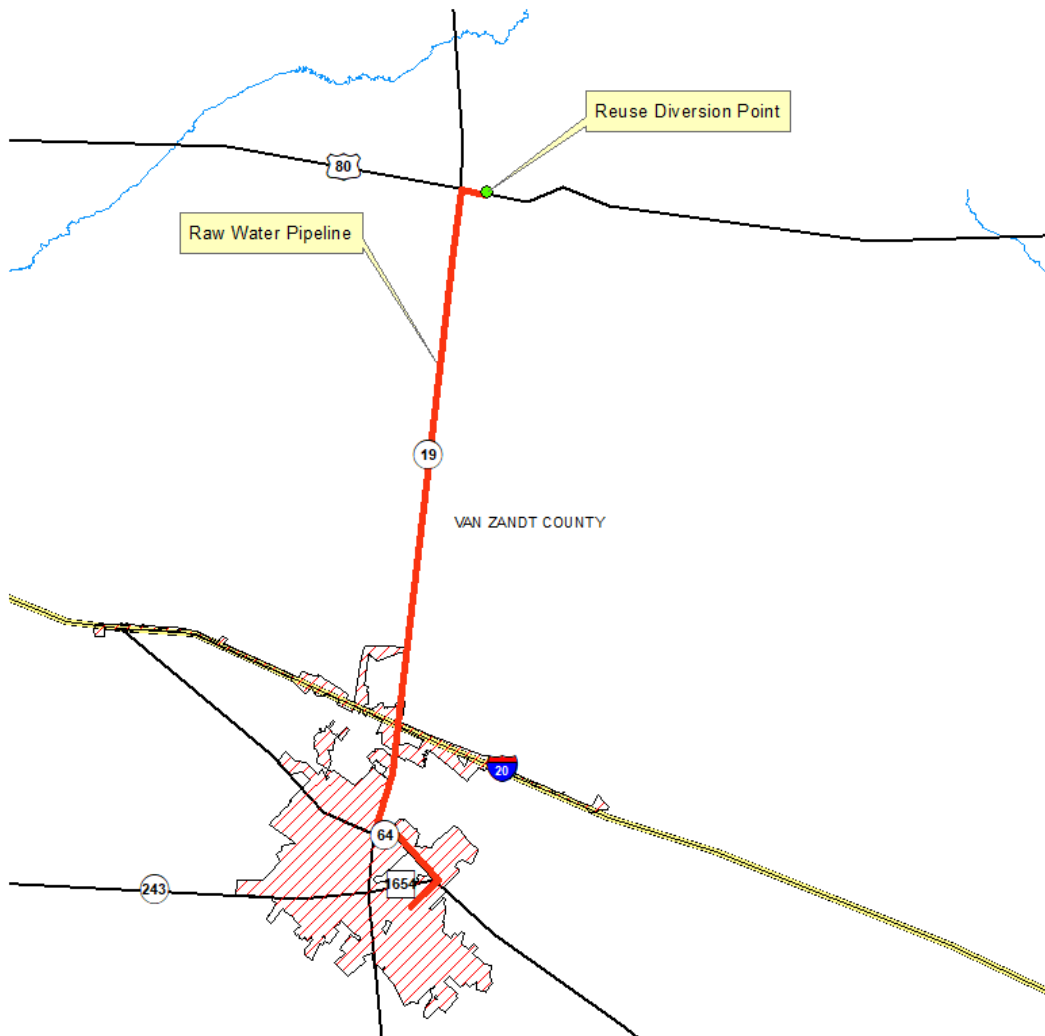 Reuse Diversion Point
80
Raw Water Pipeline
19
VAN ZANDT COUNTY
20
64
243
1654